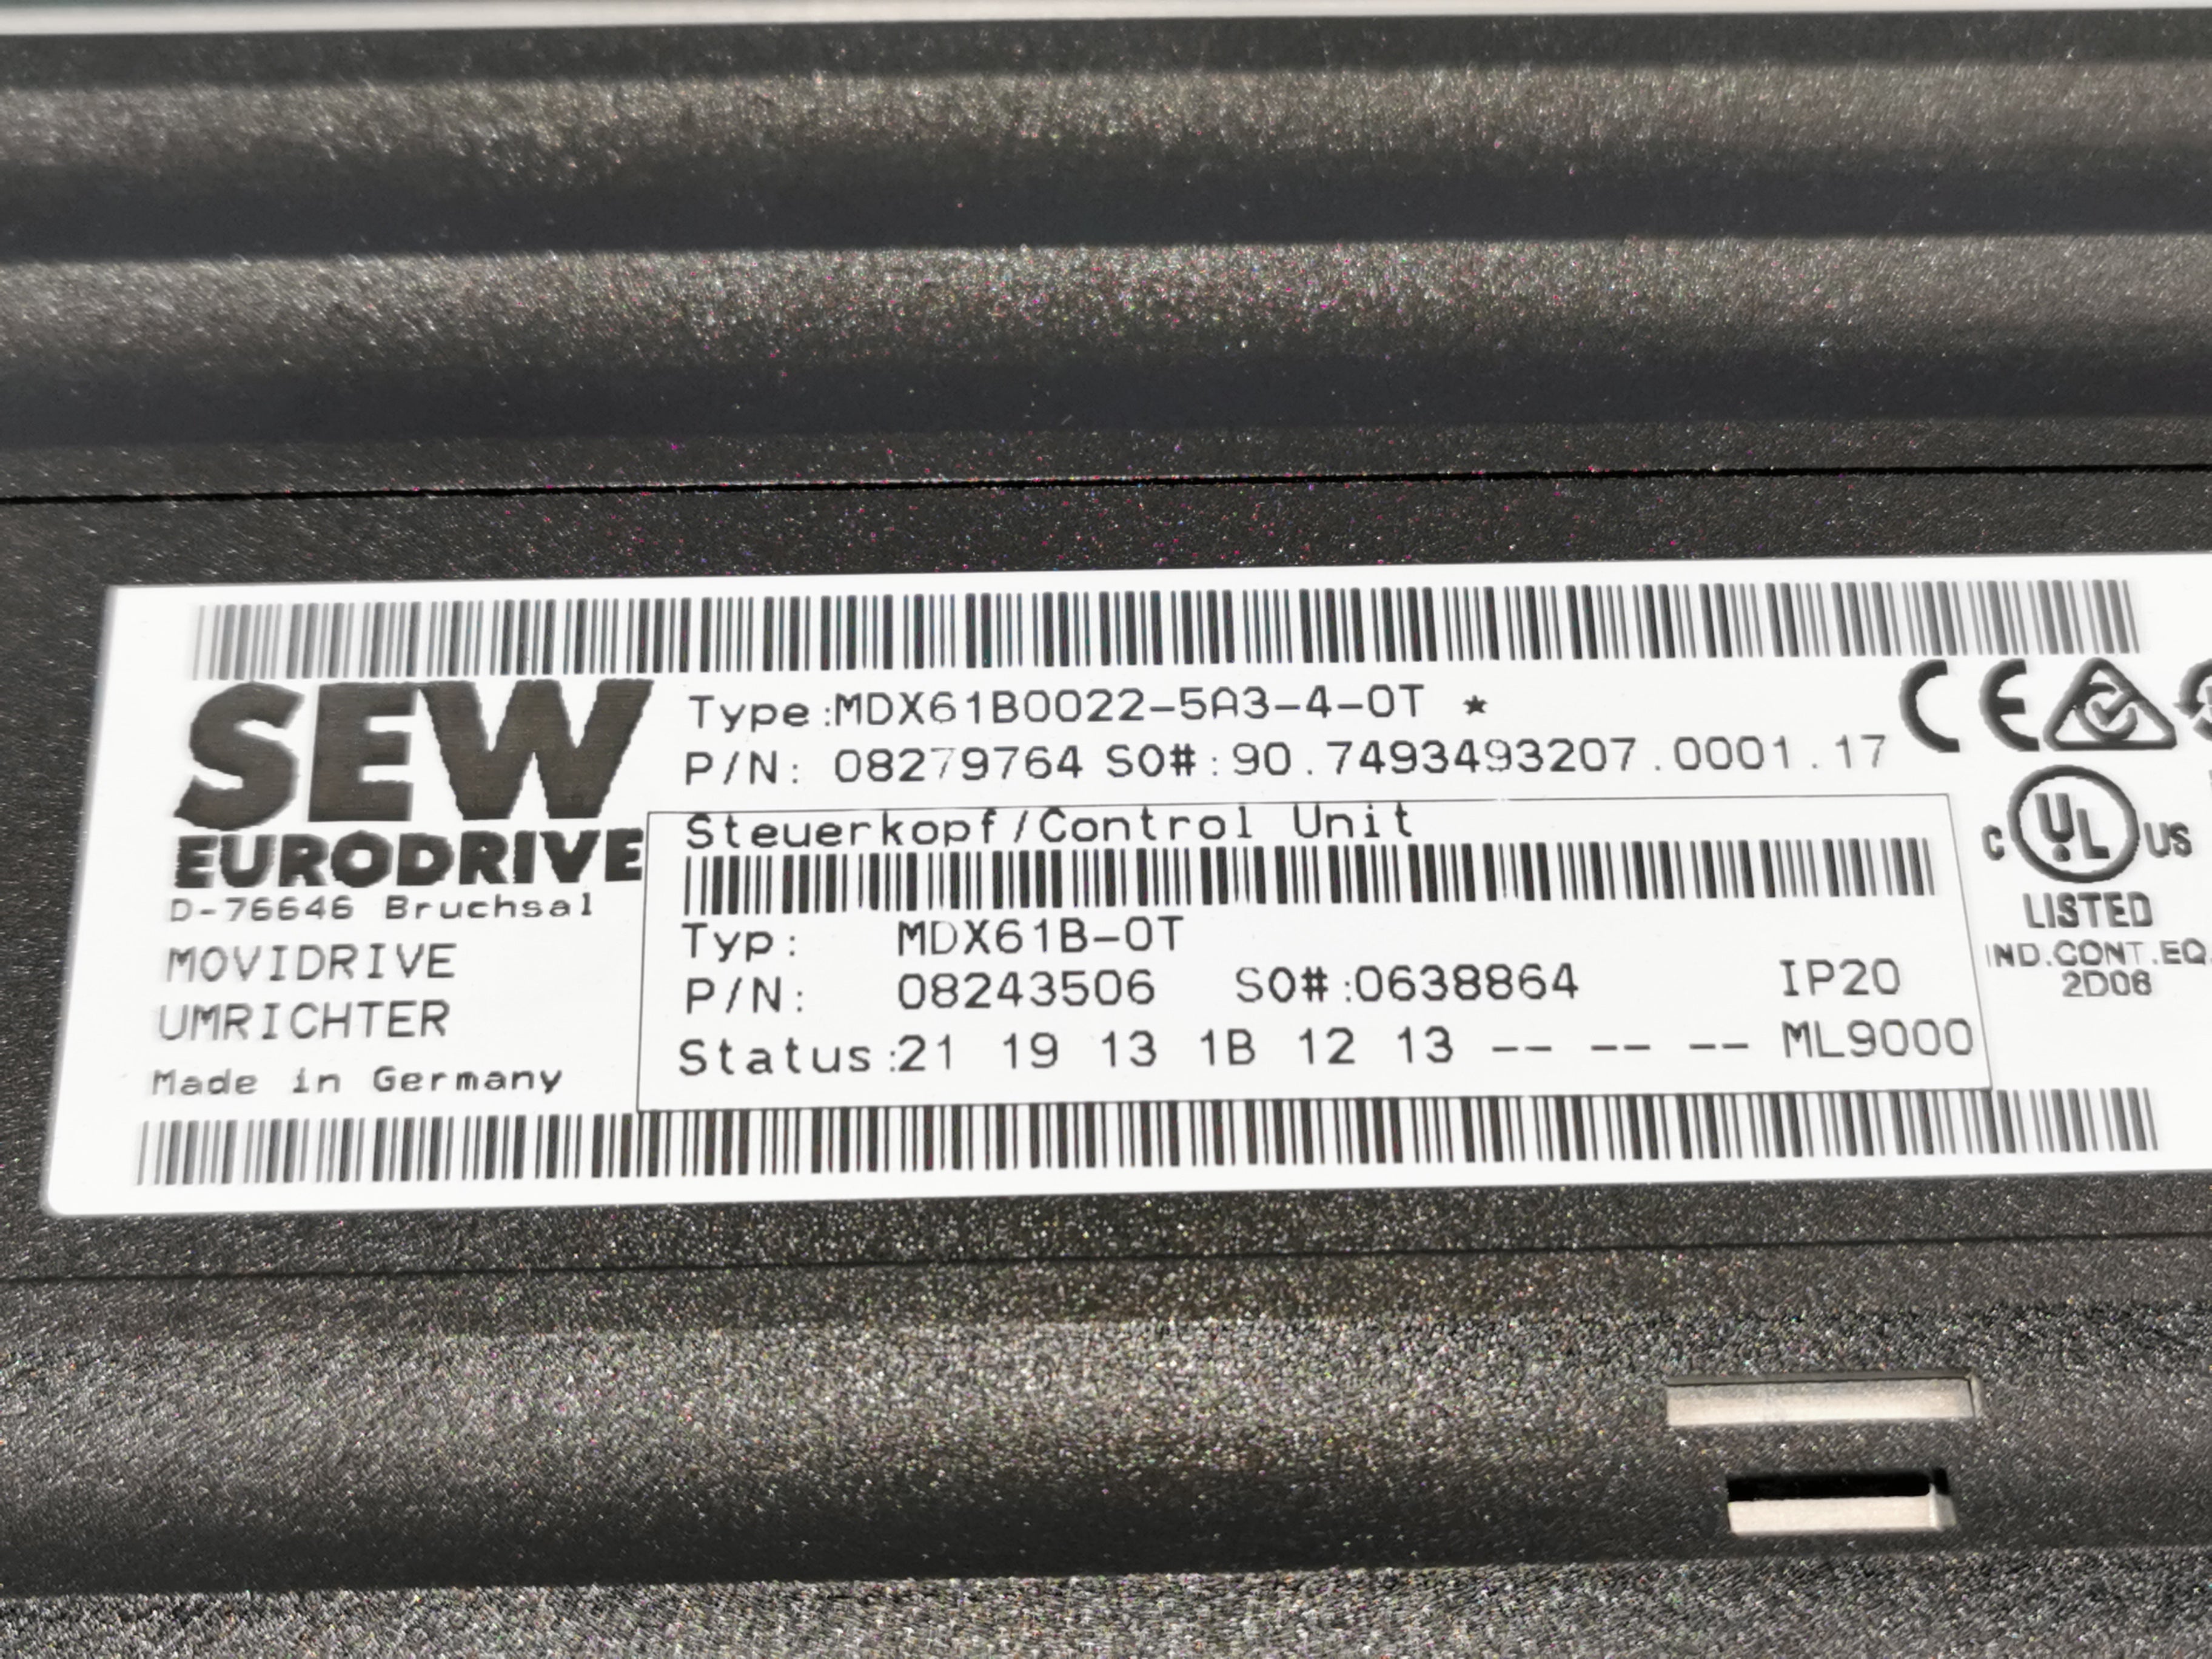 SEW
EURODRIVE
D-76646 Bruchsal
MOVIDRIVE
UMRICHTER
Made in Germany
Type:MDX61B0022-5A3-4-0T *
P/N: 08279764 SO#:90.7493493207.0001.17
Steuerkopf/Control Unit
Typ: MDX61B-0T
P/N: 08243506 SO#:0638864 IP20
Status:21 19 13 1B 12 13 -- -- -- ML9000
CE
C UL US
LISTED
IND.CONT.EQ.
2D06